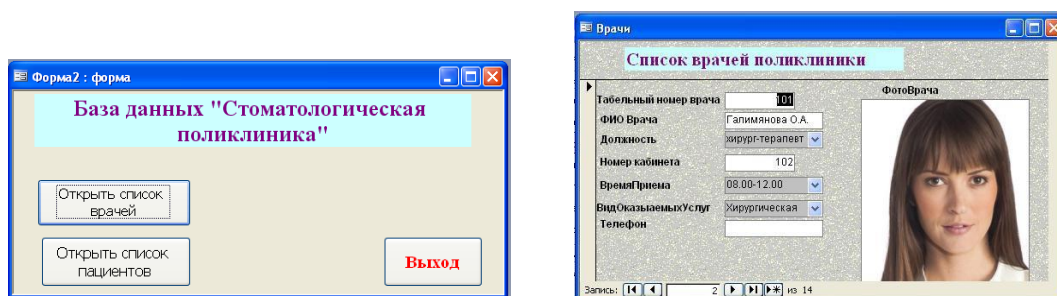 Форма2 : форма
База данных "Стоматологическая
поликлиника"
Открыть список
врачей
Открыть список
пациентов
Выход
Врачи
Список врачей поликлиники
ФотоВрача
Табельный номер врача 101
ФИО Врача Галимянова О.А.
Должность хирург-терапевт
Номер кабинета 102
ВремяПриема 08.00-12.00
ВидОказываемыхУслуг Хирургическая
Телефон
Запись: 2 из 14